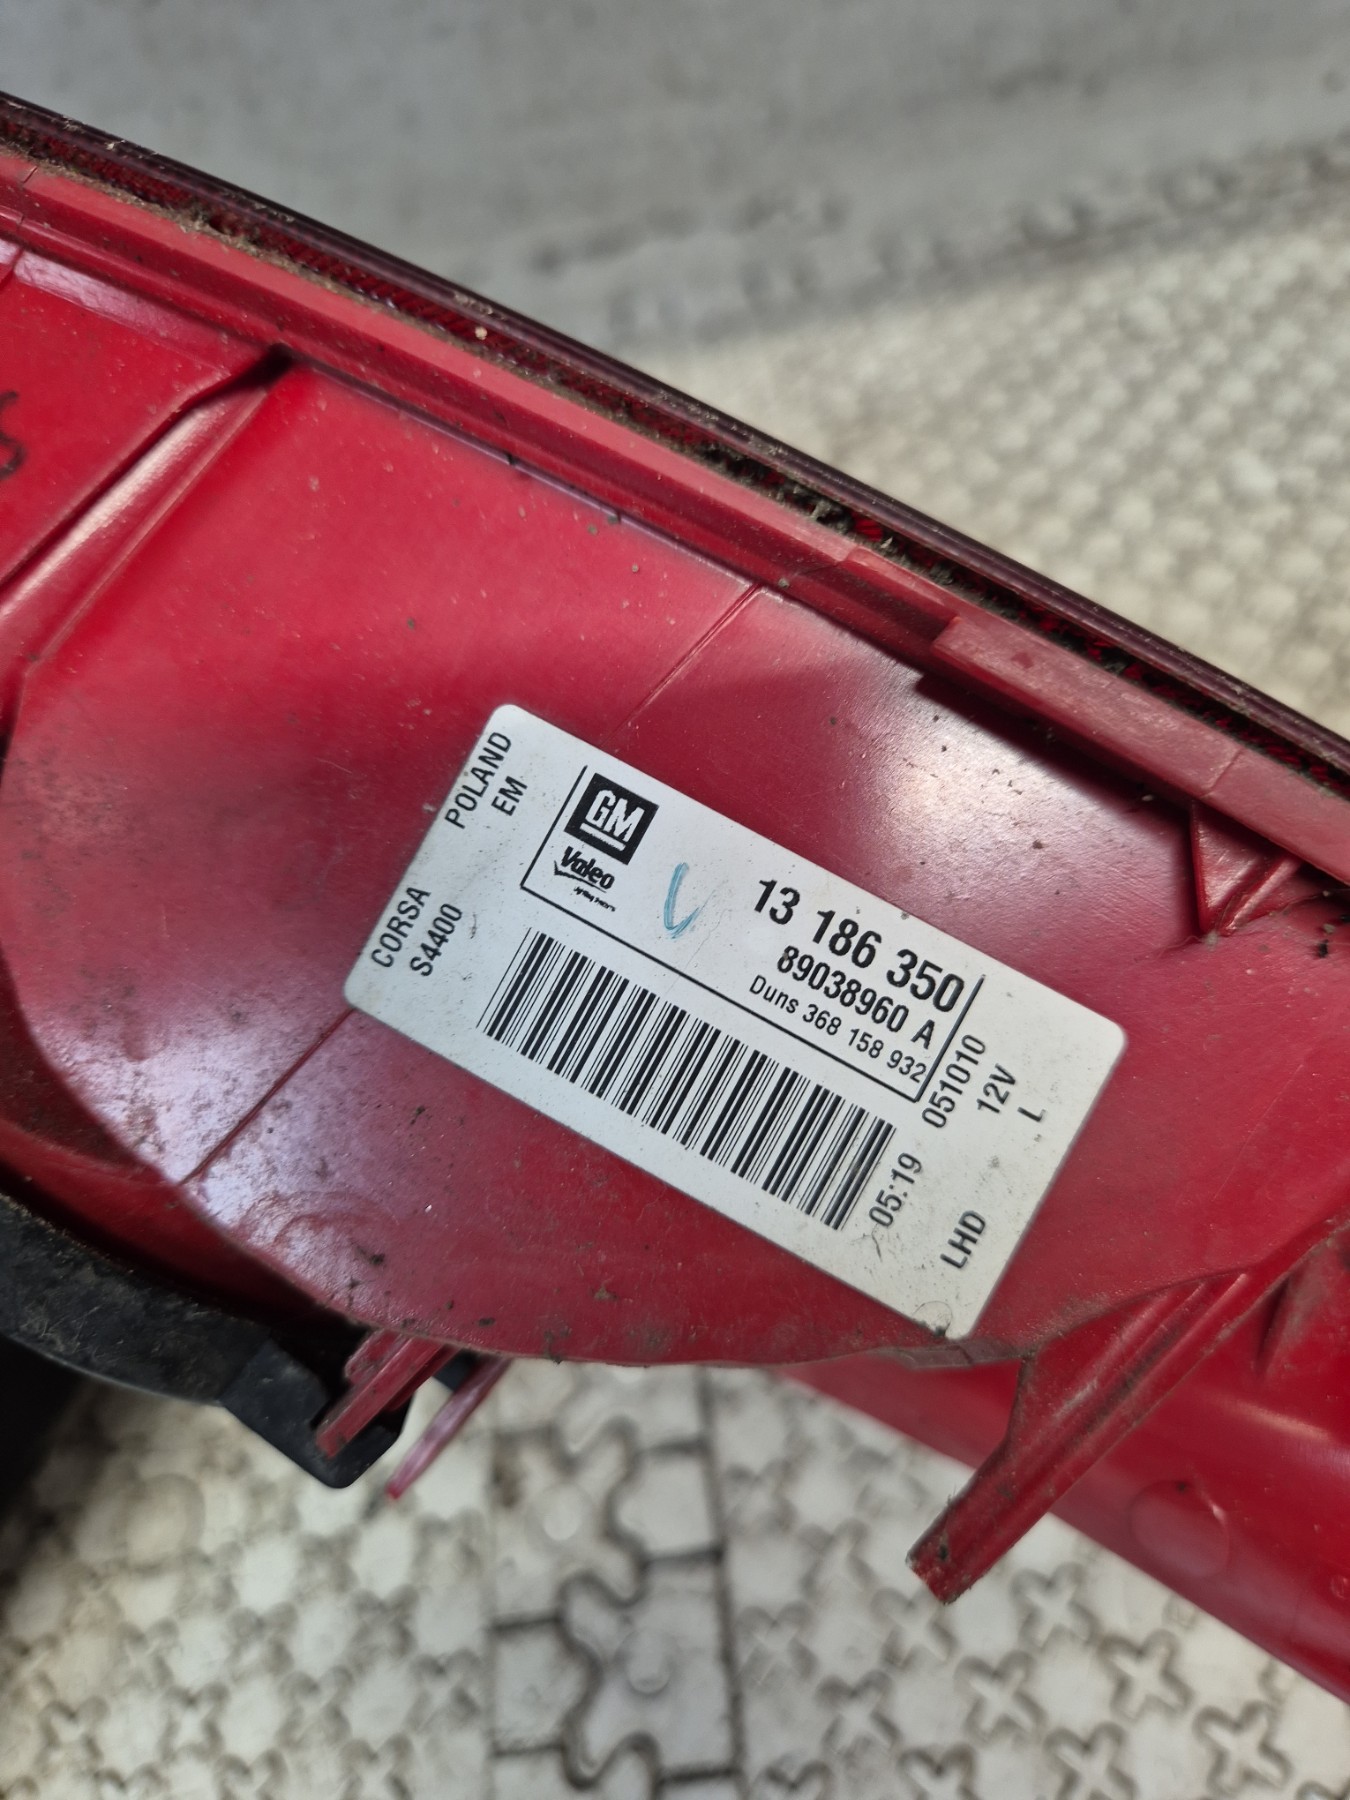 POLAND
EM
CORSA
S4400
GM
Valeo
13 186 350
89038960 A
Duns 368 158 932
051010
12V
L
05:19
LHD